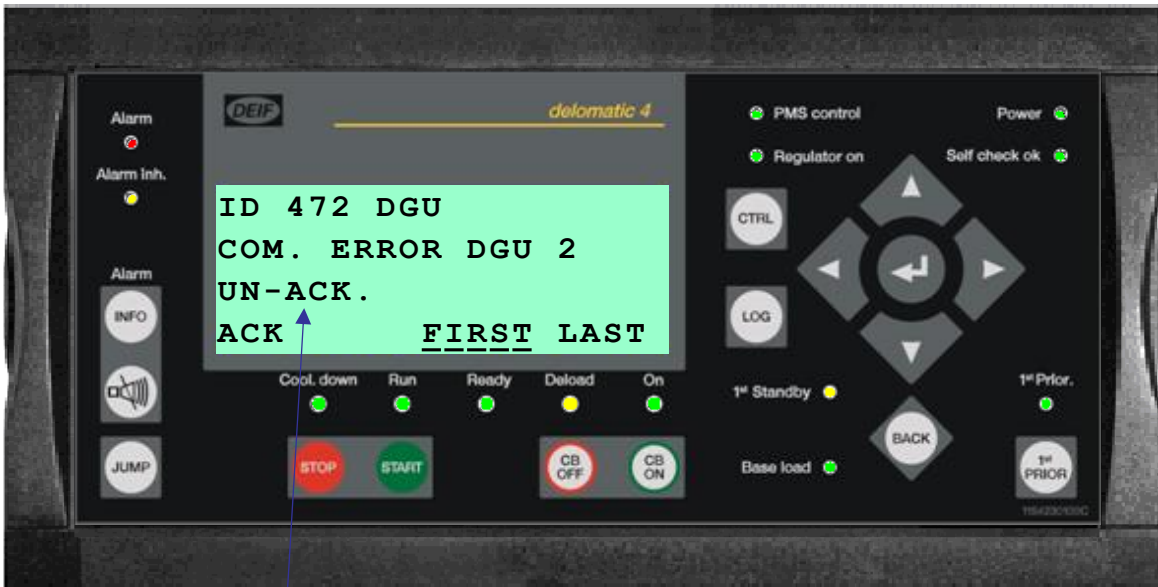 DEIF
delomatic 4
Alarm
Alarm Inh.
PMS control
Power
Regulator on
Self check ok
ID 472 DGU
COM. ERROR DGU 2
UN-ACK.
ACK FIRST LAST
CTRL
Alarm
INFO
LOG
JUMP
Cool. down Run Ready Deload On
STOP START CB OFF CB ON
1st Standby
1st Prior.
BACK
Base load
1st PRIOR